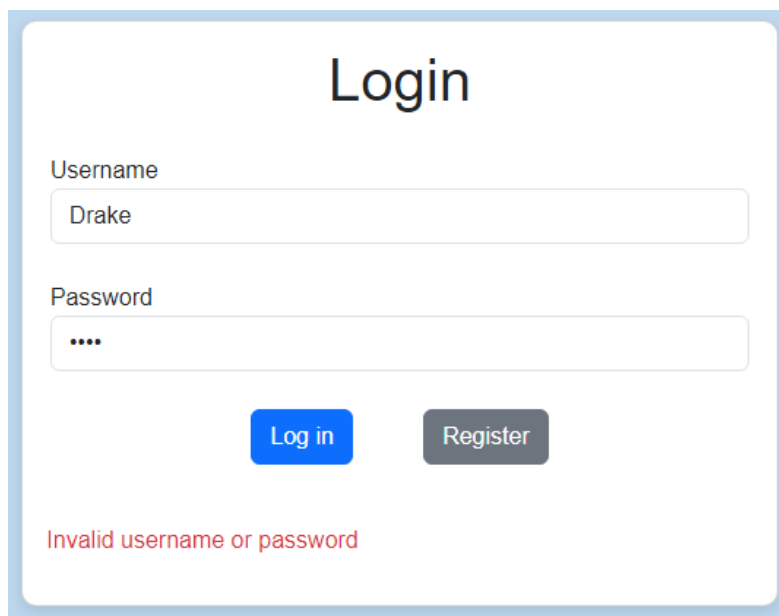 Login
Username
Drake
Password
••••
Log in Register
Invalid username or password